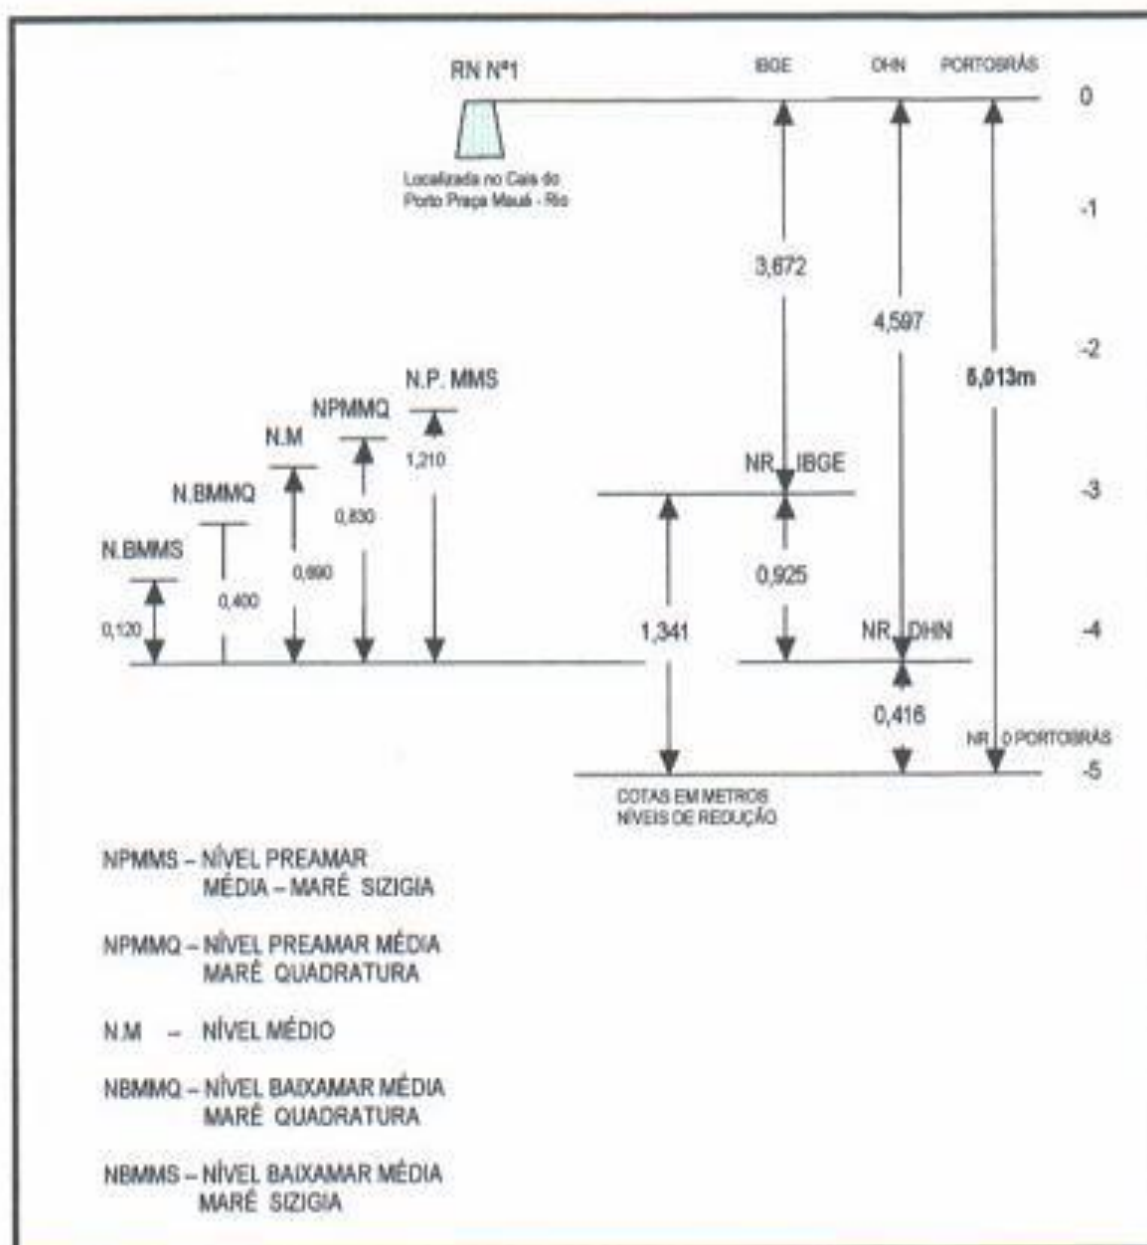 RN Nº1
IBGE
DHN
PORTOBRÁS
0
Localizada no Cais do
Porto Praça Mauá - Rio
-1
3,672
4,597
-2
5,013m
N.P. MMS
NPMMQ
N.M
1,210
NR IBGE
-3
N.BMMQ
0,830
N.BMMS
0,690
0,925
0,400
0,120
1,341
NR DHN
-4
0,416
NR 0 PORTOBRÁS
-5
COTAS EM METROS
NÍVEIS DE REDUÇÃO
NPMMS – NÍVEL PREAMAR
MÉDIA – MARÉ SIZIGIA
NPMMQ – NÍVEL PREAMAR MÉDIA
MARÉ QUADRATURA
N.M – NÍVEL MÉDIO
NBMMQ – NÍVEL BAIXAMAR MÉDIA
MARÉ QUADRATURA
NBMMS – NÍVEL BAIXAMAR MÉDIA
MARÉ SIZIGIA